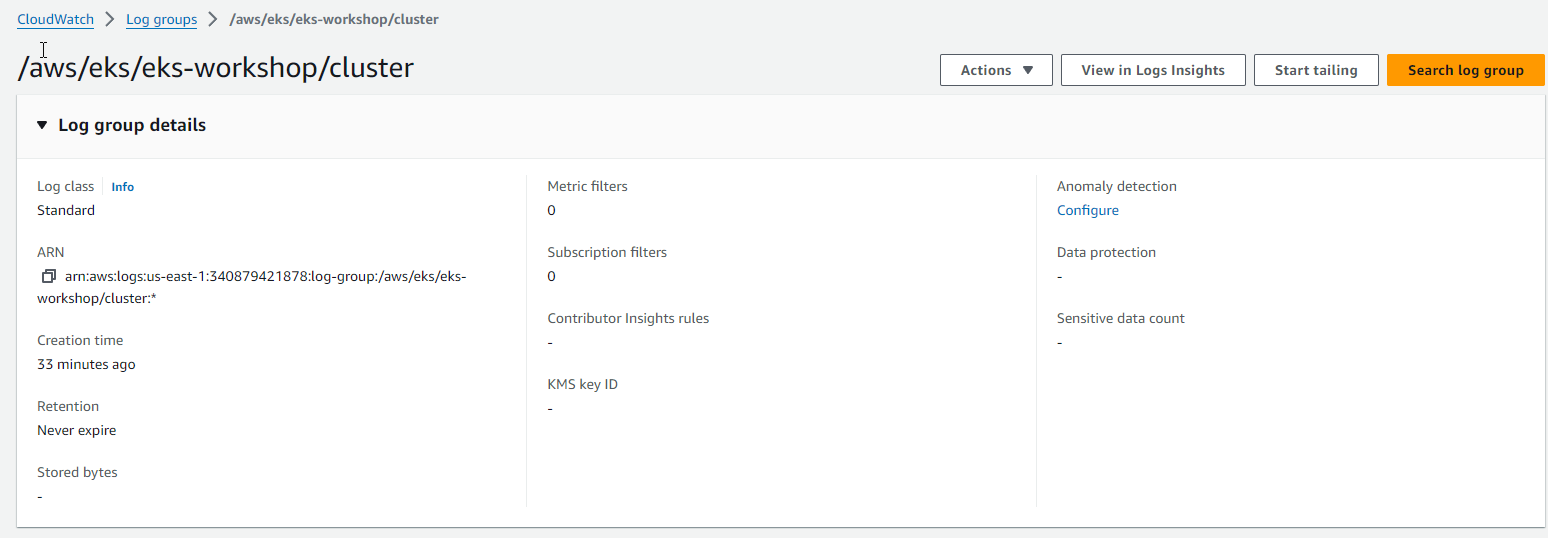 CloudWatch > Log groups > /aws/eks/eks-workshop/cluster
/aws/eks/eks-workshop/cluster
Actions ▼ View in Logs Insights Start tailing Search log group
▼ Log group details
Log class Info
Standard
ARN
arn:aws:logs:us-east-1:340879421878:log-group:/aws/eks/eks-
workshop/cluster:*
Creation time
33 minutes ago
Retention
Never expire
Stored bytes
-
Metric filters
0
Subscription filters
0
Contributor Insights rules
-
KMS key ID
-
Anomaly detection
Configure
Data protection
-
Sensitive data count
-